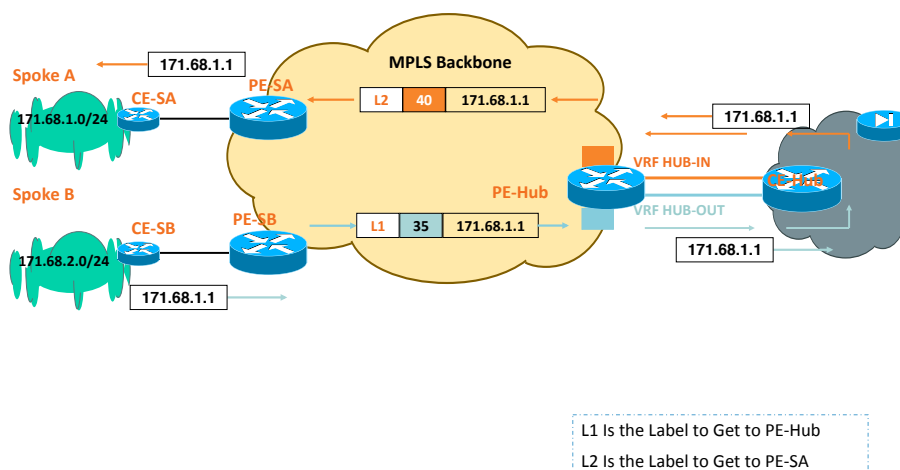 171.68.1.1
MPLS Backbone
Spoke A
PE-SA
CE-SA
L2 40 171.68.1.1
171.68.1.0/24
171.68.1.1
VRF HUB-IN
CE-Hub
Spoke B
PE-Hub
VRF HUB-OUT
CE-SB
PE-SB
L1 35 171.68.1.1
171.68.1.1
171.68.2.0/24
171.68.1.1
L1 Is the Label to Get to PE-Hub
L2 Is the Label to Get to PE-SA